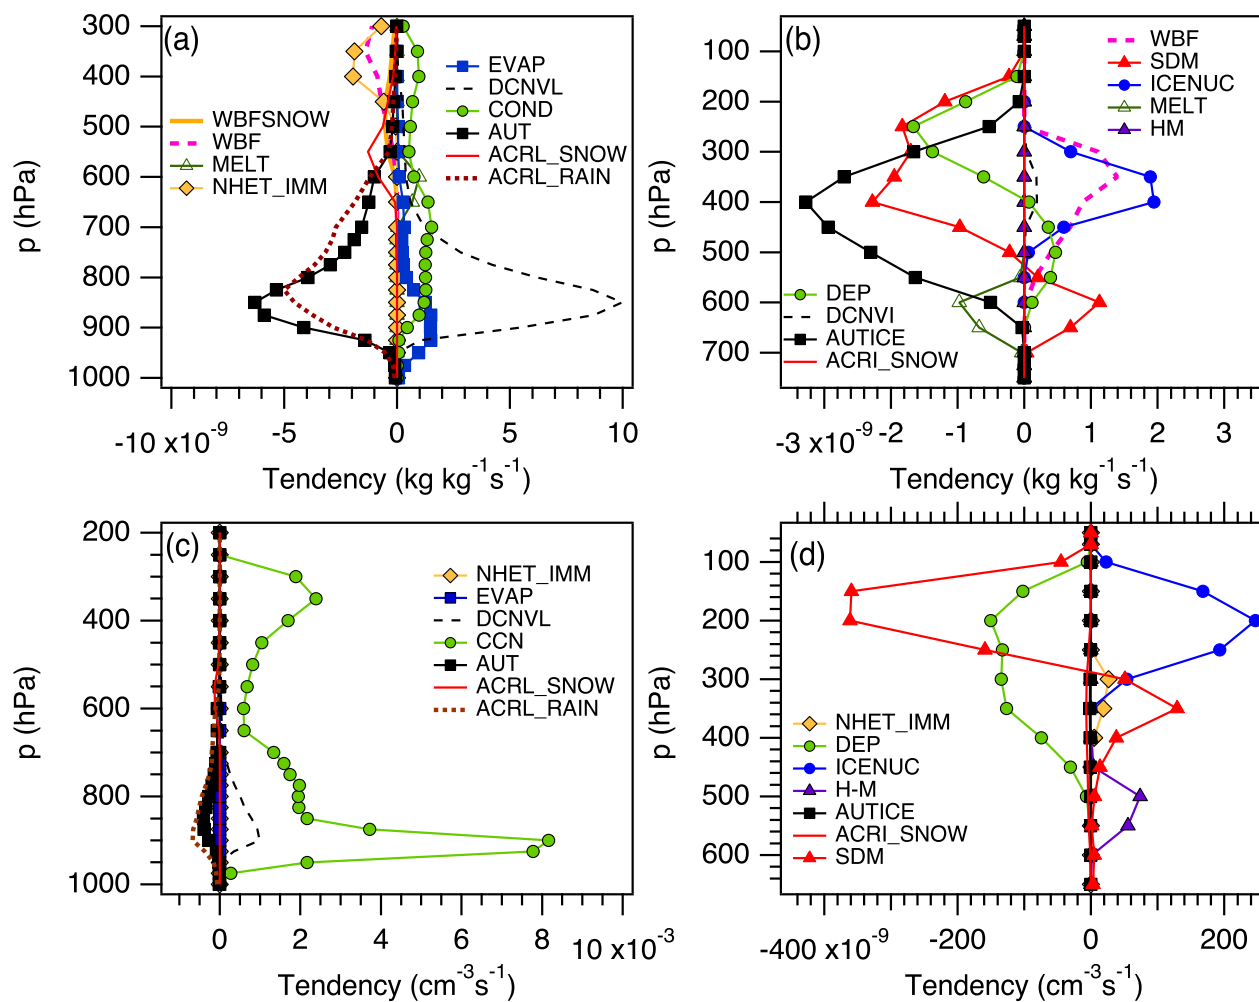 (a)
300
400
500
600
700
800
900
1000
p (hPa)
WBFSNOW
WBF
MELT
NHET_IMM
EVAP
DCNVL
COND
AUT
ACRL_SNOW
ACRL_RAIN
-10 x10⁻⁹
-5
0
5
10
Tendency (kg kg⁻¹s⁻¹)
(b)
100
200
300
400
500
600
700
p (hPa)
WBF
SDM
ICENUC
MELT
HM
DEP
DCNVI
AUTICE
ACRI_SNOW
-3 x10⁻⁹
-2
-1
0
1
2
3
Tendency (kg kg⁻¹s⁻¹)
(c)
200
400
600
800
1000
p (hPa)
NHET_IMM
EVAP
DCNVL
CCN
AUT
ACRL_SNOW
ACRL_RAIN
0
2
4
6
8
10 x10⁻³
Tendency (cm⁻³s⁻¹)
(d)
100
200
300
400
500
600
p (hPa)
NHET_IMM
DEP
ICENUC
H-M
AUTICE
ACRI_SNOW
SDM
-400 x10⁻⁹
-200
0
200
Tendency (cm⁻³s⁻¹)